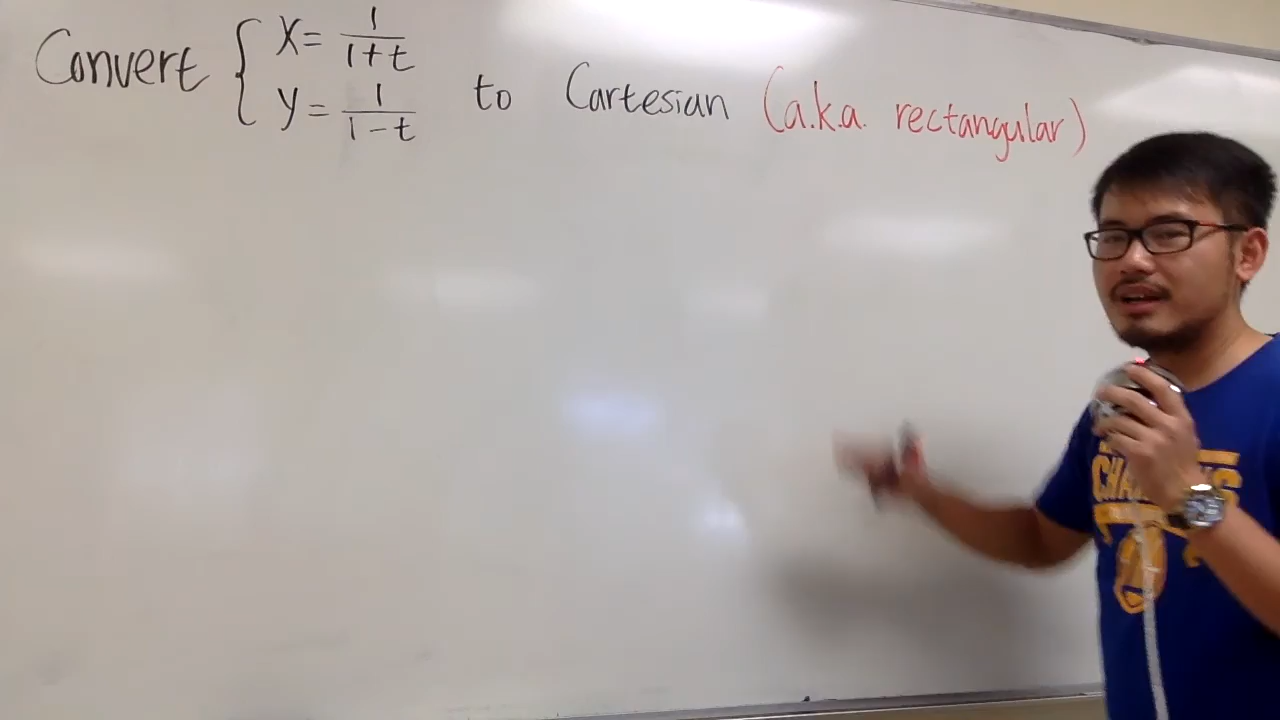 Convert { x = 1/(1+t)
y = 1/(1-t) to Cartesian (a.k.a. rectangular)